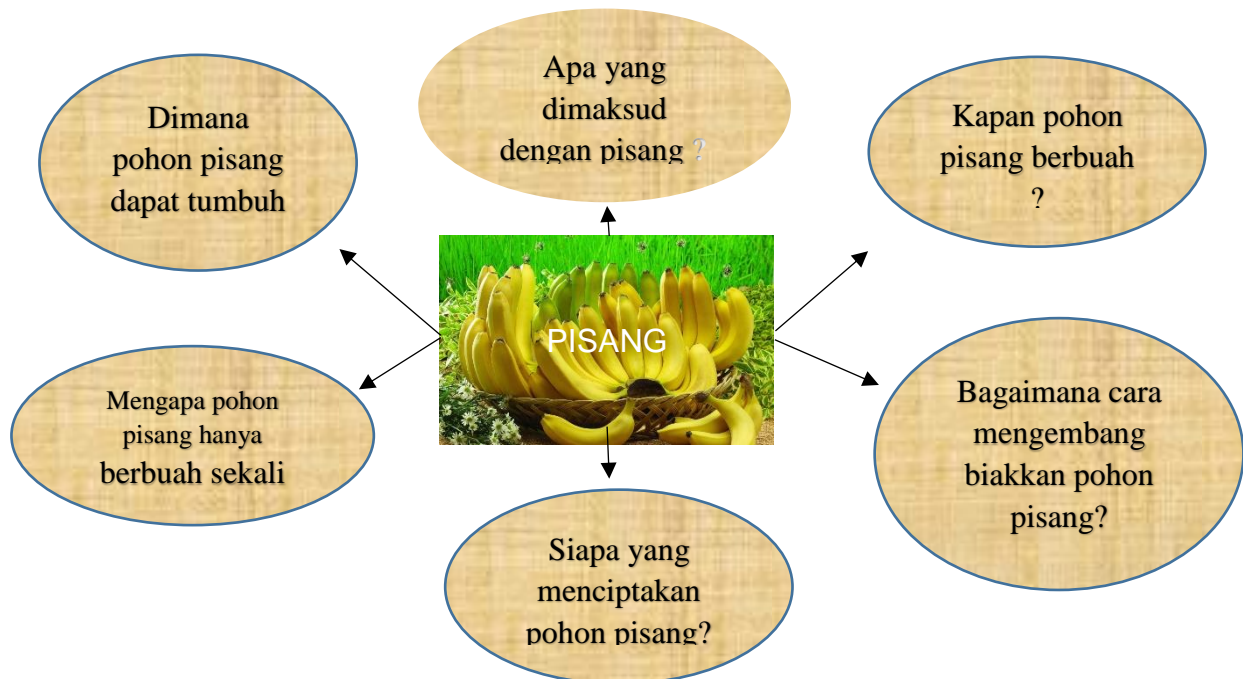 Apa yang
dimaksud
dengan pisang ?
Dimana
pohon pisang
dapat tumbuh
Kapan pohon
pisang berbuah
?
PISANG
Mengapa pohon
pisang hanya
berbuah sekali
Bagaimana cara
mengembang
biakkan pohon
pisang?
Siapa yang
menciptakan
pohon pisang?